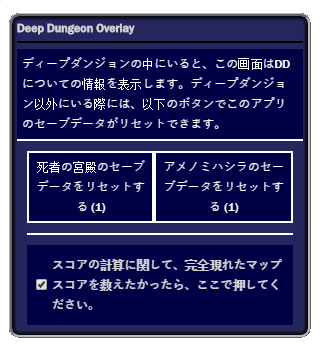 Deep Dungeon Overlay
ディープダンジョンの中にいると、この画面はDD
についての情報を表示します。ディープダンジョ
ン以外にいる際には、以下のボタンでこのアプリ
のセーブデータがリセットできます。
死者の宮殿のセーブ
データをリセットす
る (1)
アメノミハシラのセー
ブデータをリセットす
る (1)
スコアの計算に関して、完全現れたマップ
スコアを数えたかったら、ここで押してく
ださい。